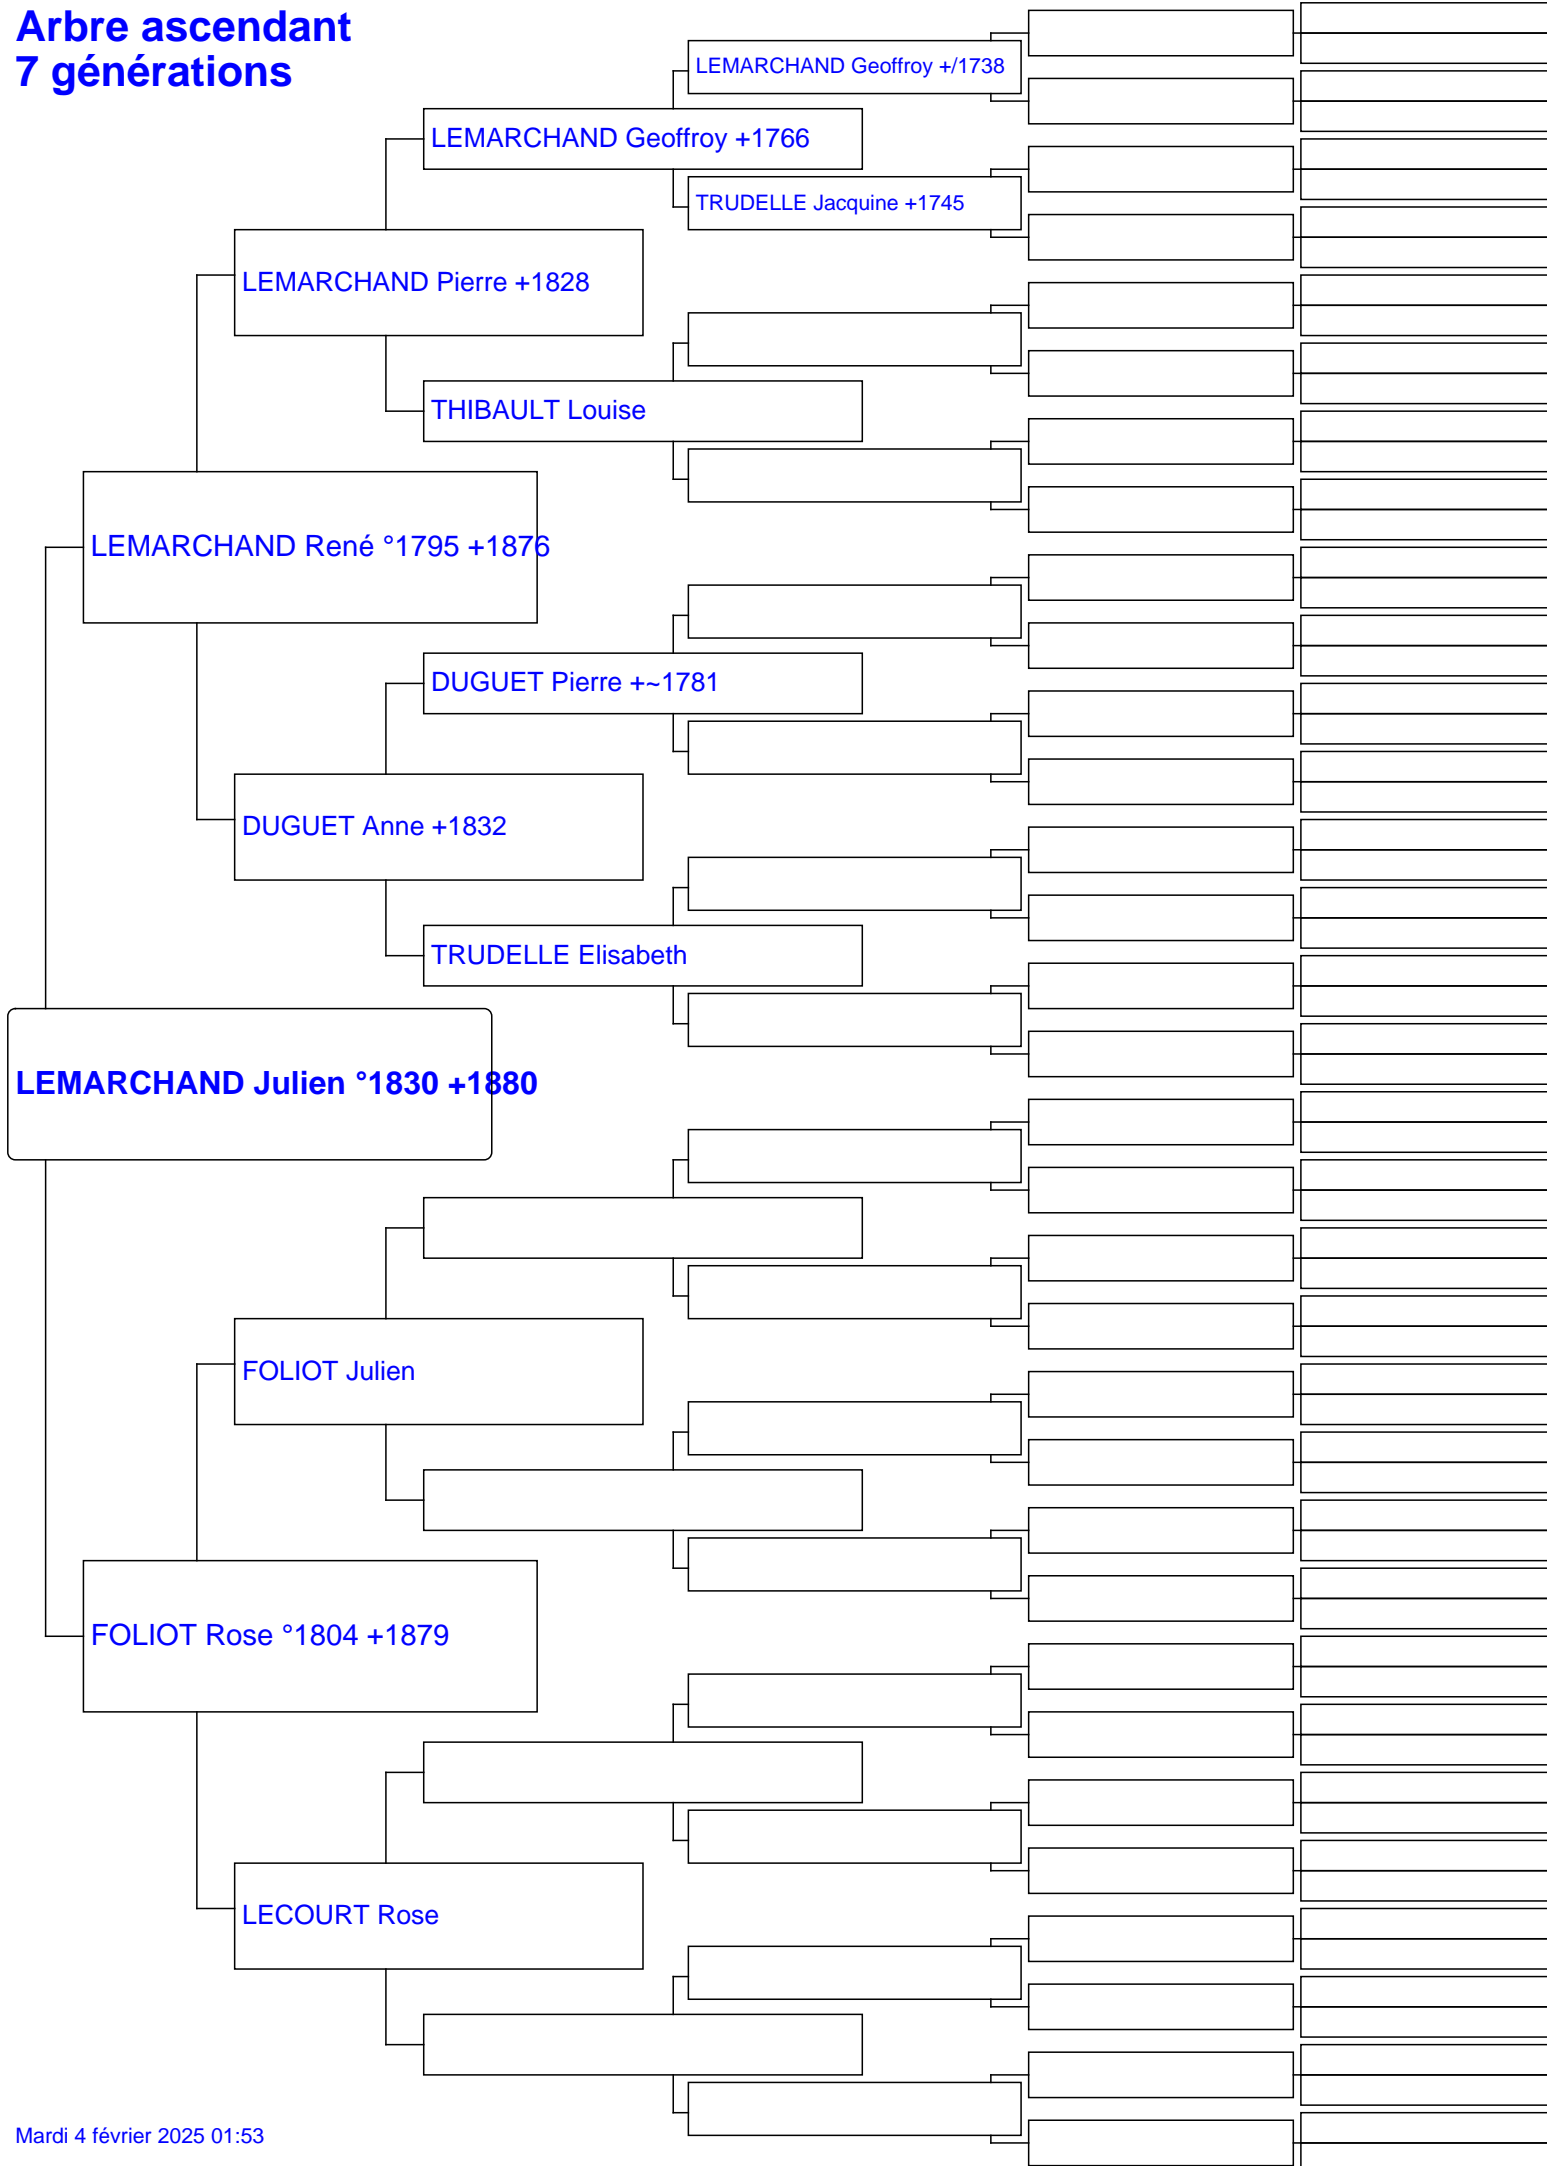 Arbre ascendant
7 générations
LEMARCHAND Geoffroy +/1738
LEMARCHAND Geoffroy +1766
TRUDELLE Jacquine +1745
LEMARCHAND Pierre +1828
THIBAULT Louise
LEMARCHAND René °1795 +1876
DUGUET Pierre +~1781
DUGUET Anne +1832
TRUDELLE Elisabeth
LEMARCHAND Julien °1830 +1880
FOLIOT Julien
FOLIOT Rose °1804 +1879
LECOURT Rose
Mardi 4 février 2025 01:53